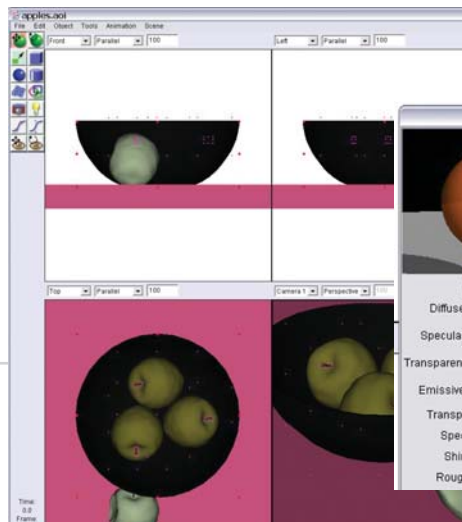 apples.aoi
File Edit Object Tools Animation Scene
Front Parallel 100 Left Parallel
Top Parallel 100 Camera 1 Perspective 100
Diffuse
Specula
Transparen
Emissive
Transp
Spec
Shi
Roug
Time:
0.0
Frame: